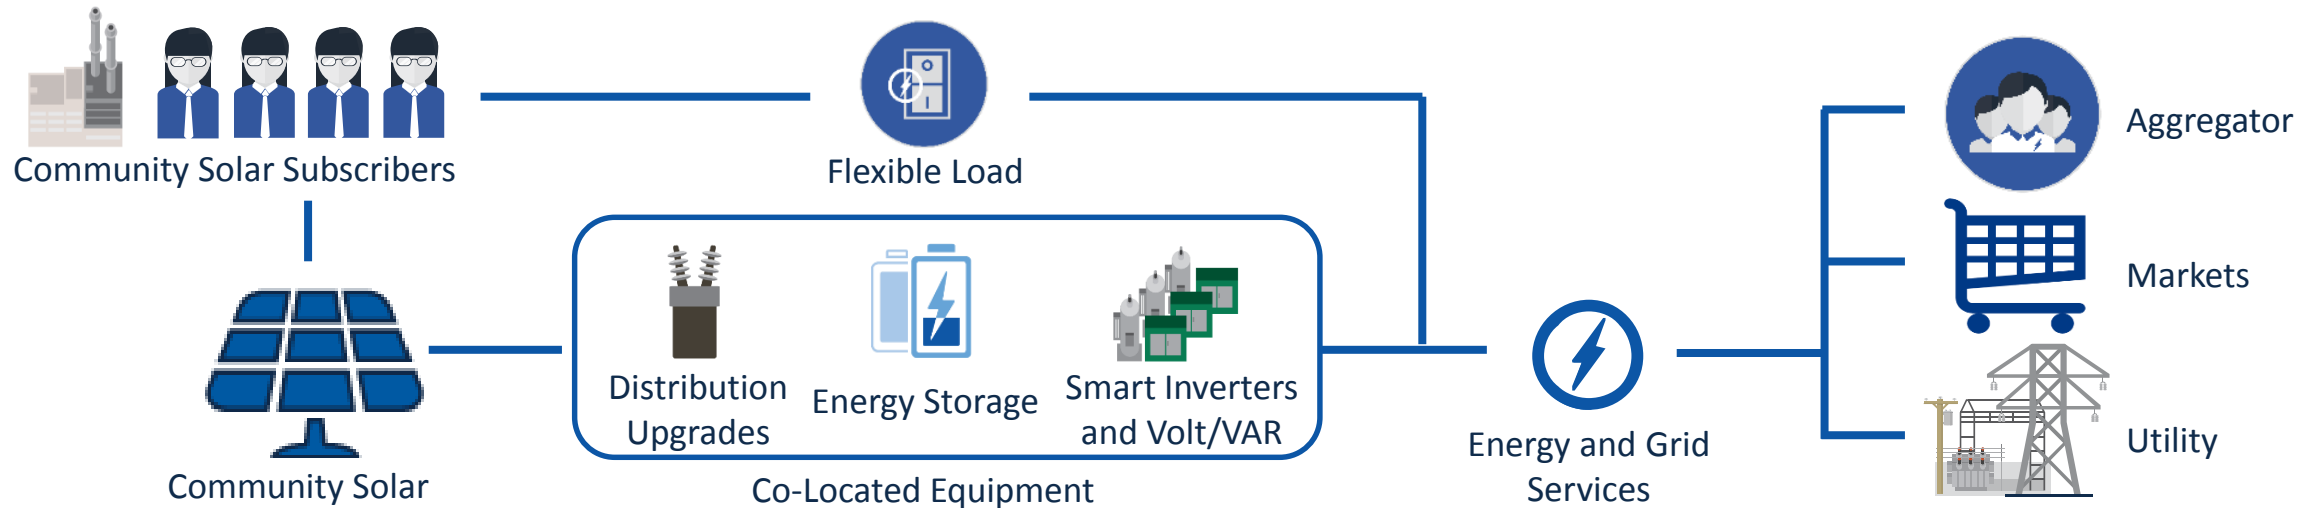 Community Solar Subscribers
Flexible Load
Aggregator
Markets
Distribution
Upgrades
Energy Storage
Smart Inverters
and Volt/VAR
Utility
Energy and Grid
Services
Community Solar
Co-Located Equipment